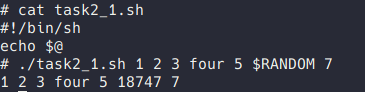 # cat task2_1.sh
#!/bin/sh
echo $@
# ./task2_1.sh 1 2 3 four 5 $RANDOM 7
1 2 3 four 5 18747 7